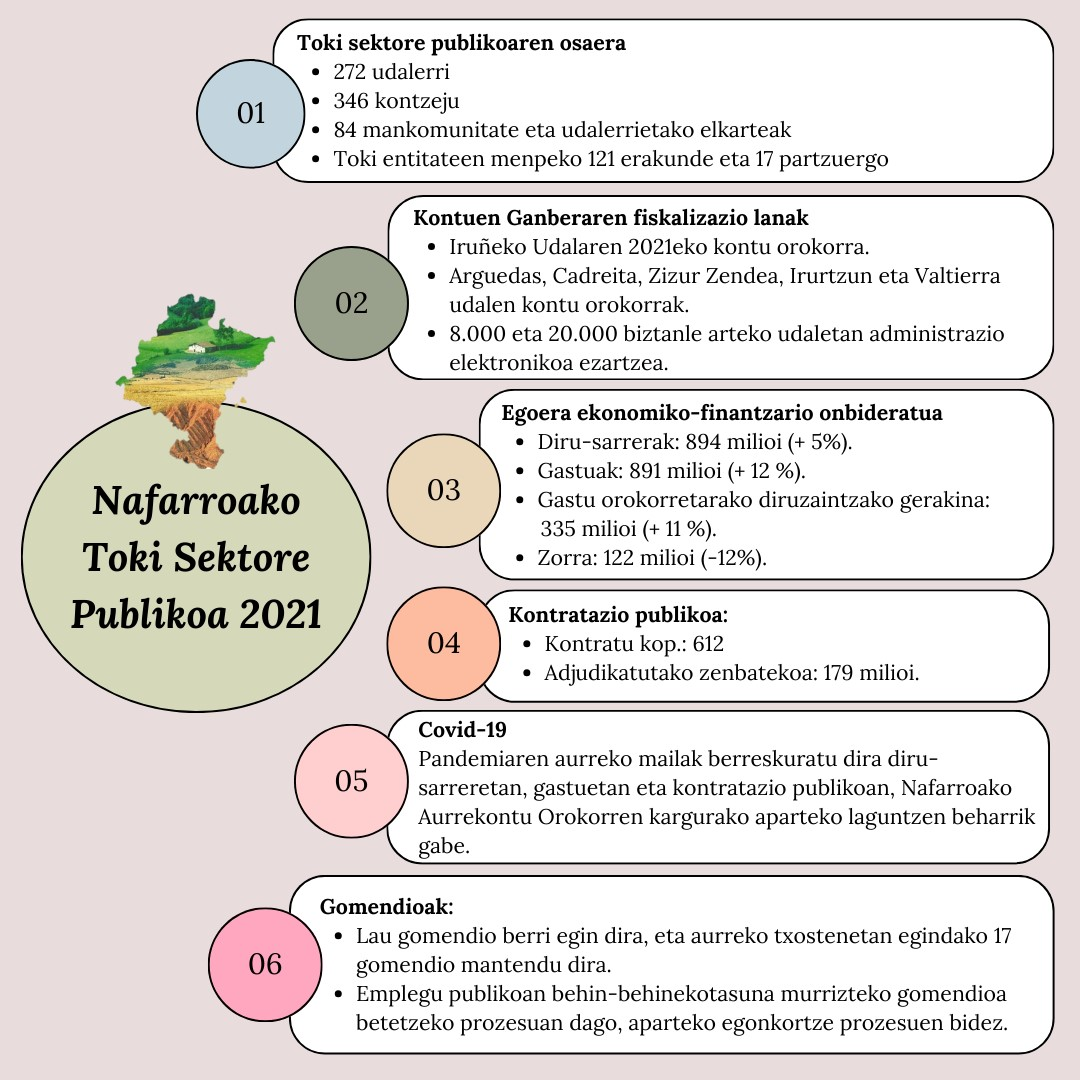 01
Toki sektore publikoaren osaera
• 272 udalerri
• 346 kontzeju
• 84 mankomunitate eta udalerrietako elkarteak
• Toki entitateen menpeko 121 erakunde eta 17 partzuergo
02
Kontuen Ganberaren fiskalizazio lanak
• Iruñeko Udalaren 2021eko kontu orokorra.
• Arguedas, Cadreita, Zizur Zendea, Irurtzun eta Valtierra
udalen kontu orokorrak.
• 8.000 eta 20.000 biztanle arteko udaletan administrazio
elektronikoa ezartzea.
Nafarroako
Toki Sektore
Publikoa 2021
03
Egoera ekonomiko-finantzario onbideratua
• Diru-sarrerak: 894 milioi (+ 5%).
• Gastuak: 891 milioi (+ 12 %).
• Gastu orokorretarako diruzaintzako gerakina:
335 milioi (+ 11 %).
• Zorra: 122 milioi (-12%).
04
Kontratazio publikoa:
• Kontratu kop.: 612
• Adjudikatutako zenbatekoa: 179 milioi.
05
Covid-19
Pandemiaren aurreko mailak berreskuratu dira diru-
sarreretan, gastuetan eta kontratazio publikoan, Nafarroako
Aurrekontu Orokorren kargurako aparteko laguntzen beharrik
gabe.
06
Gomendioak:
• Lau gomendio berri egin dira, eta aurreko txostenetan egindako 17
gomendio mantendu dira.
• Emplegu publikoan behin-behinekotasuna murrizteko gomendioa
betetzeko prozesuan dago, aparteko egonkortze prozesuen bidez.